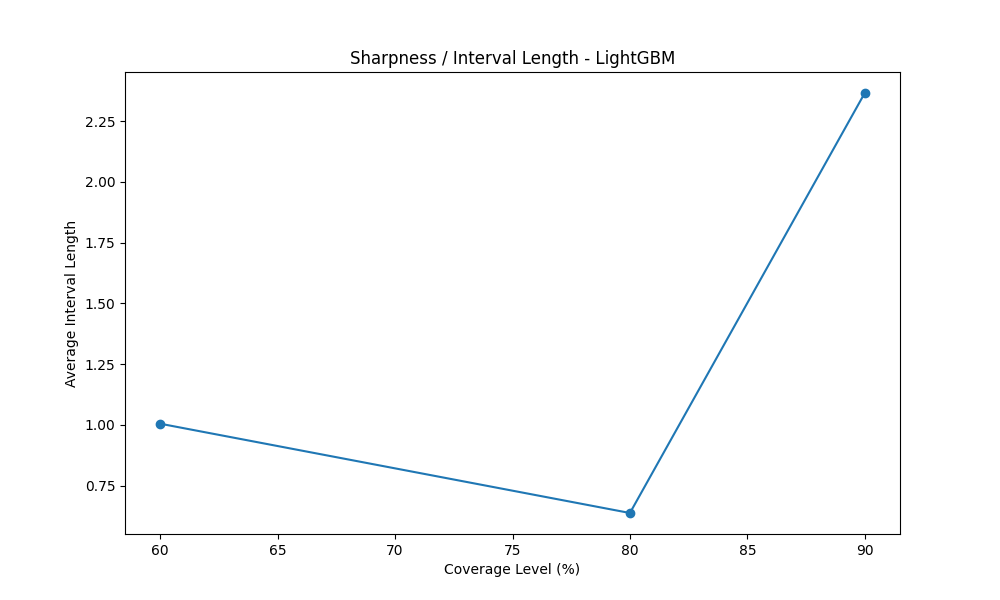 Sharpness / Interval Length - LightGBM
Average Interval Length
2.25
2.00
1.75
1.50
1.25
1.00
0.75
60 65 70 75 80 85 90
Coverage Level (%)